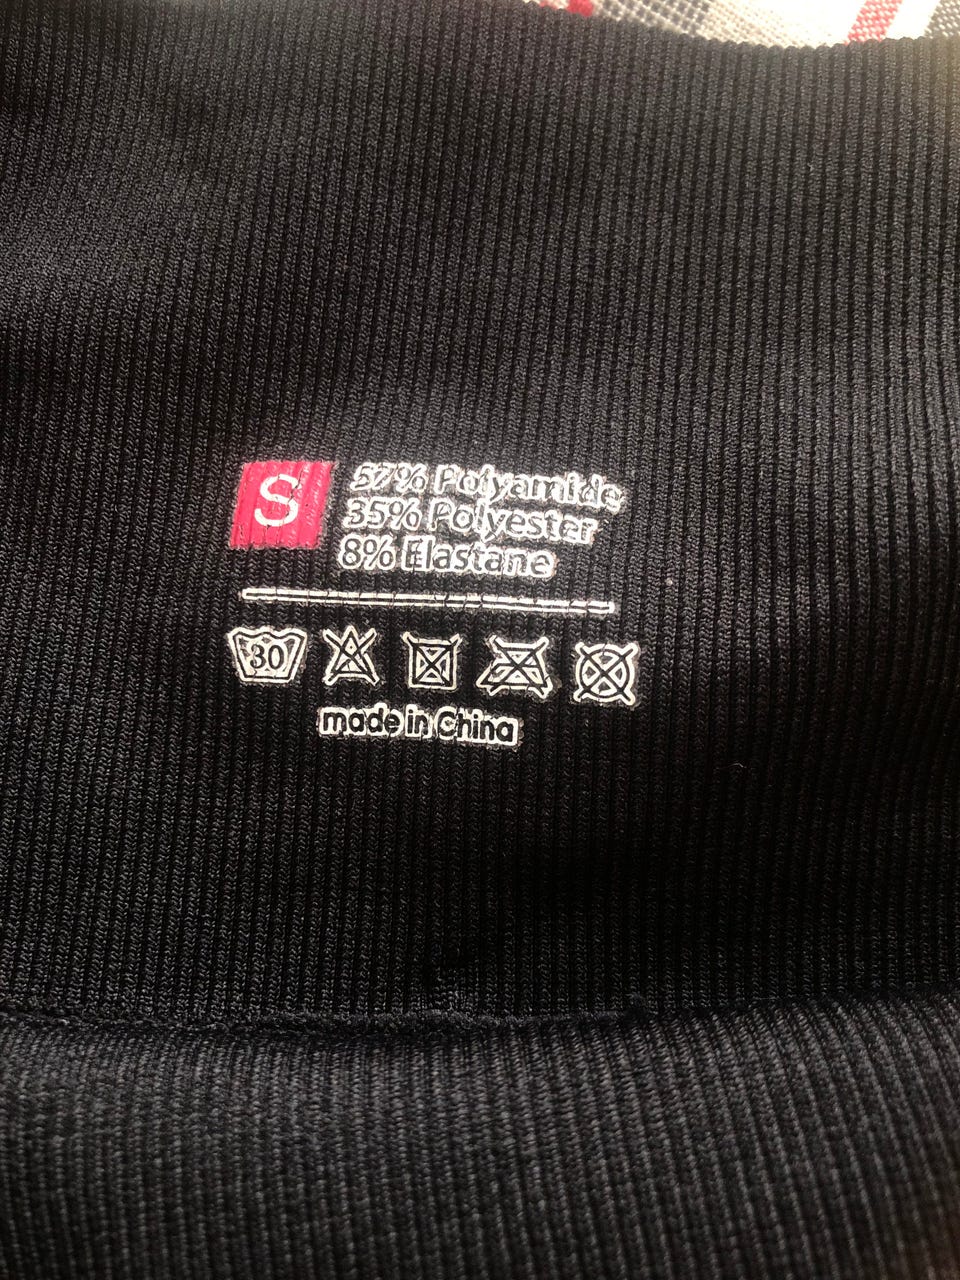 S
57% Polyamide
35% Polyester
8% Elastane
30
made in China